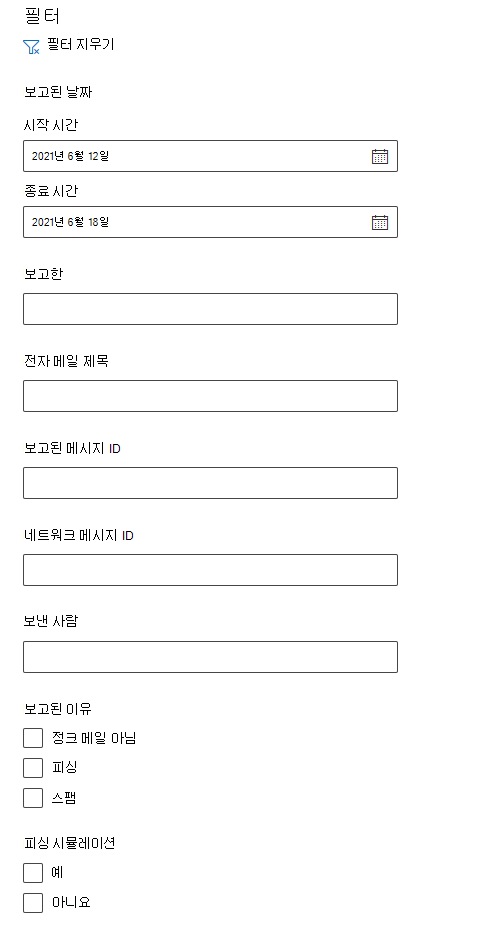 필터
필터 지우기
보고된 날짜
시작 시간
2021년 6월 12일
종료 시간
2021년 6월 18일
보고한
전자 메일 제목
보고된 메시지 ID
네트워크 메시지 ID
보낸 사람
보고된 이유
정크 메일 아님
피싱
스팸
피싱 시뮬레이션
예
아니요